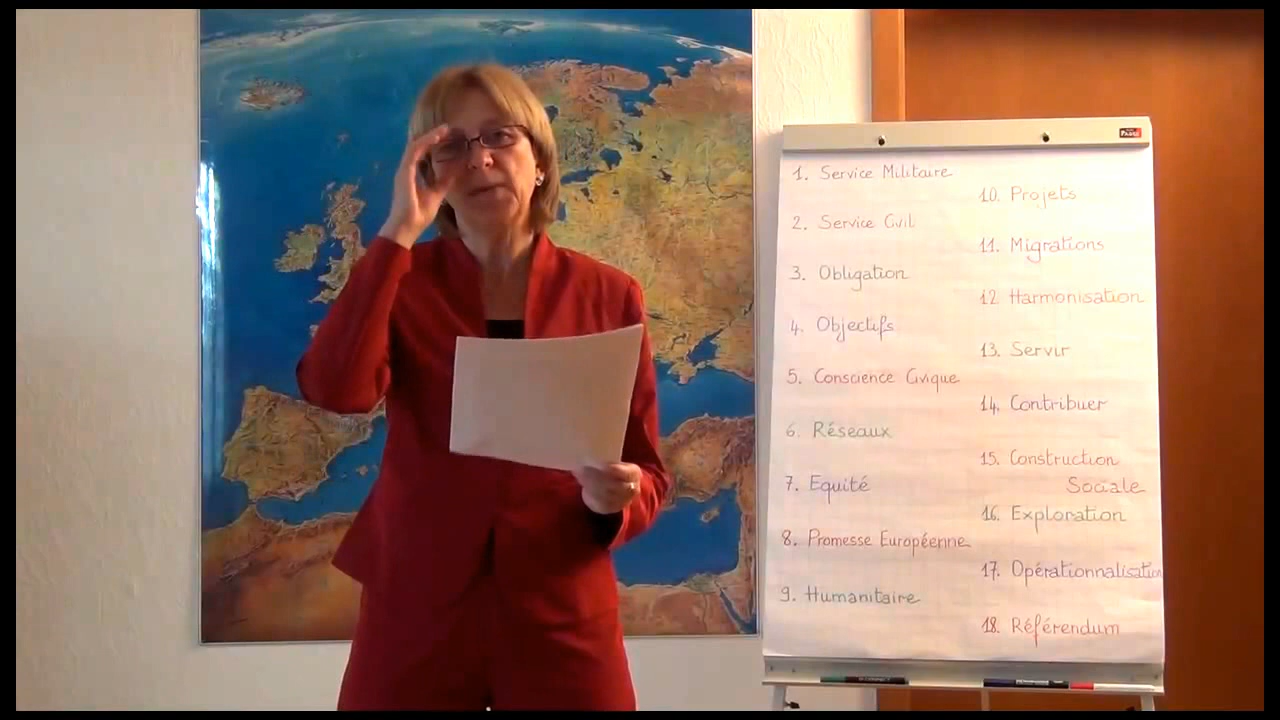 1. Service Militaire
2. Service Civil
3. Obligation
4. Objectifs
5. Conscience Civique
6. Réseaux
7. Equité
8. Promesse Européenne
9. Humanitaire
10. Projets
11. Migrations
12 Harmonisation
13. Servir
14. Contribuer
15. Construction
Sociale
16. Exploration
17. Opérationnalisation
18. Référendum